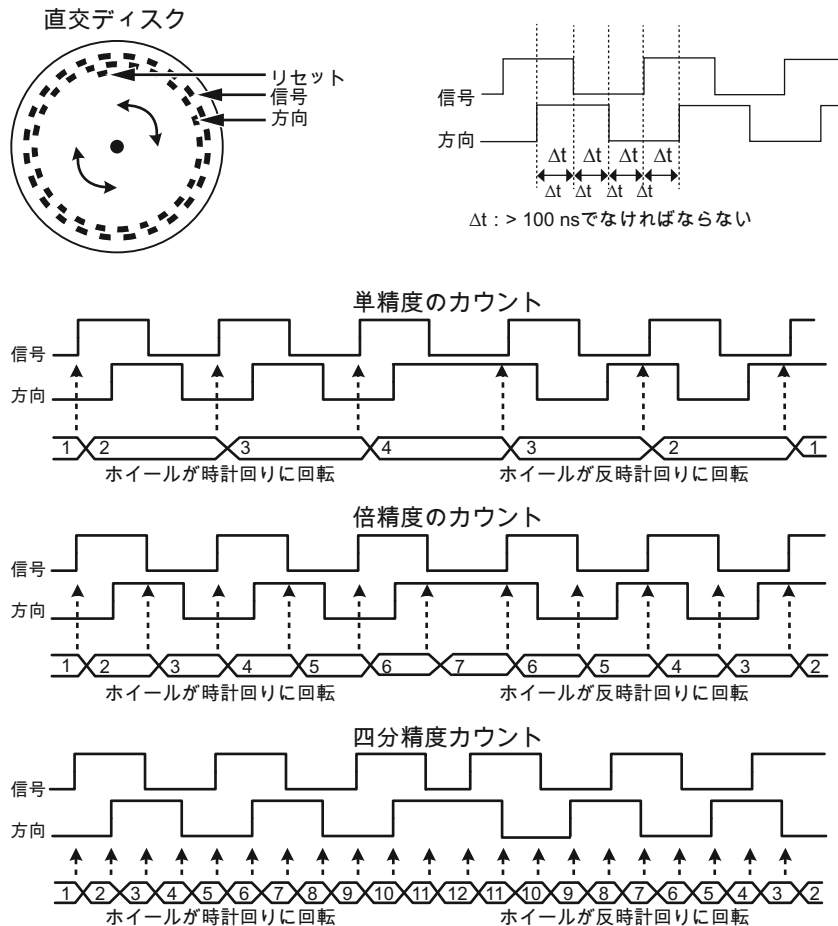 直交ディスク
リセット
信号
方向
信号
方向
Δt Δt Δt Δt
Δt Δt Δt Δt
Δt : > 100 nsでなければならない
単精度のカウント
信号
方向
1 2 3 4 3 2 1
ホイールが時計回りに回転 ホイールが反時計回りに回転
倍精度のカウント
信号
方向
1 2 3 4 5 6 7 6 5 4 3 2
ホイールが時計回りに回転 ホイールが反時計回りに回転
四分精度カウント
信号
方向
1 2 3 4 5 6 7 8 9 10 11 12 11 10 9 8 7 6 5 4 3 2
ホイールが時計回りに回転 ホイールが反時計回りに回転